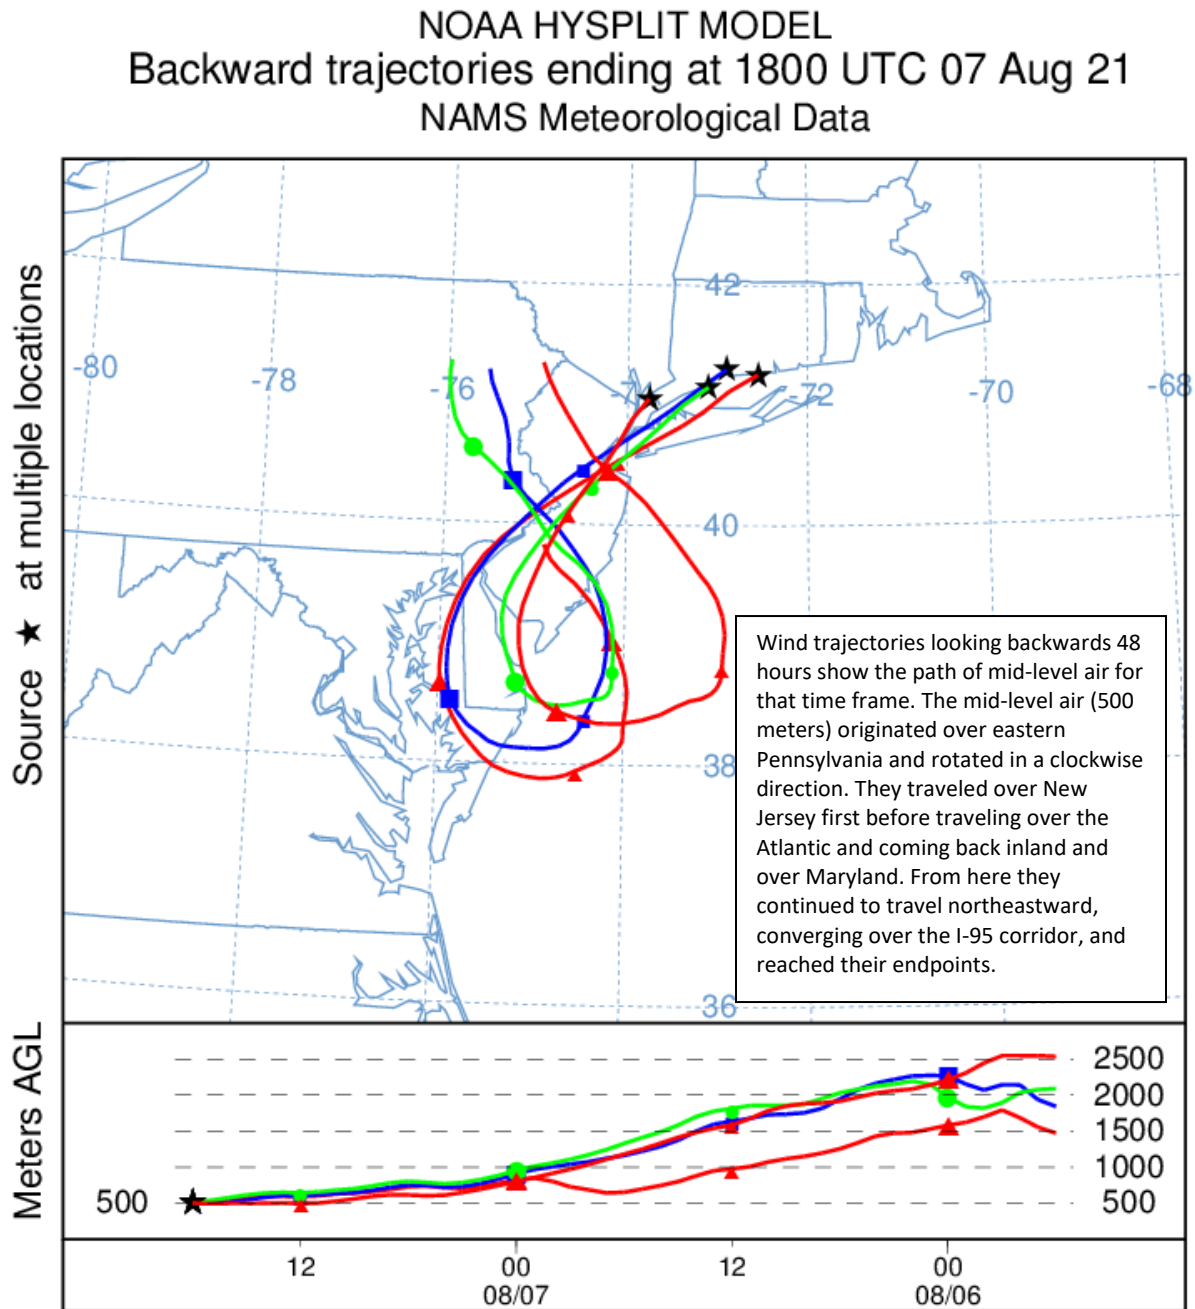 NOAA HYSPLIT MODEL
Backward trajectories ending at 1800 UTC 07 Aug 21
NAMS Meteorological Data
Source ★ at multiple locations
42
-80
-78
-76
-72
-70
-68
40
38
36
Wind trajectories looking backwards 48
hours show the path of mid-level air for
that time frame. The mid-level air (500
meters) originated over eastern
Pennsylvania and rotated in a clockwise
direction. They traveled over New
Jersey first before traveling over the
Atlantic and coming back inland and
over Maryland. From here they
continued to travel northeastward,
converging over the I-95 corridor, and
reached their endpoints.
Meters AGL
2500
2000
1500
1000
500
500
12
00
12
00
08/07
08/06